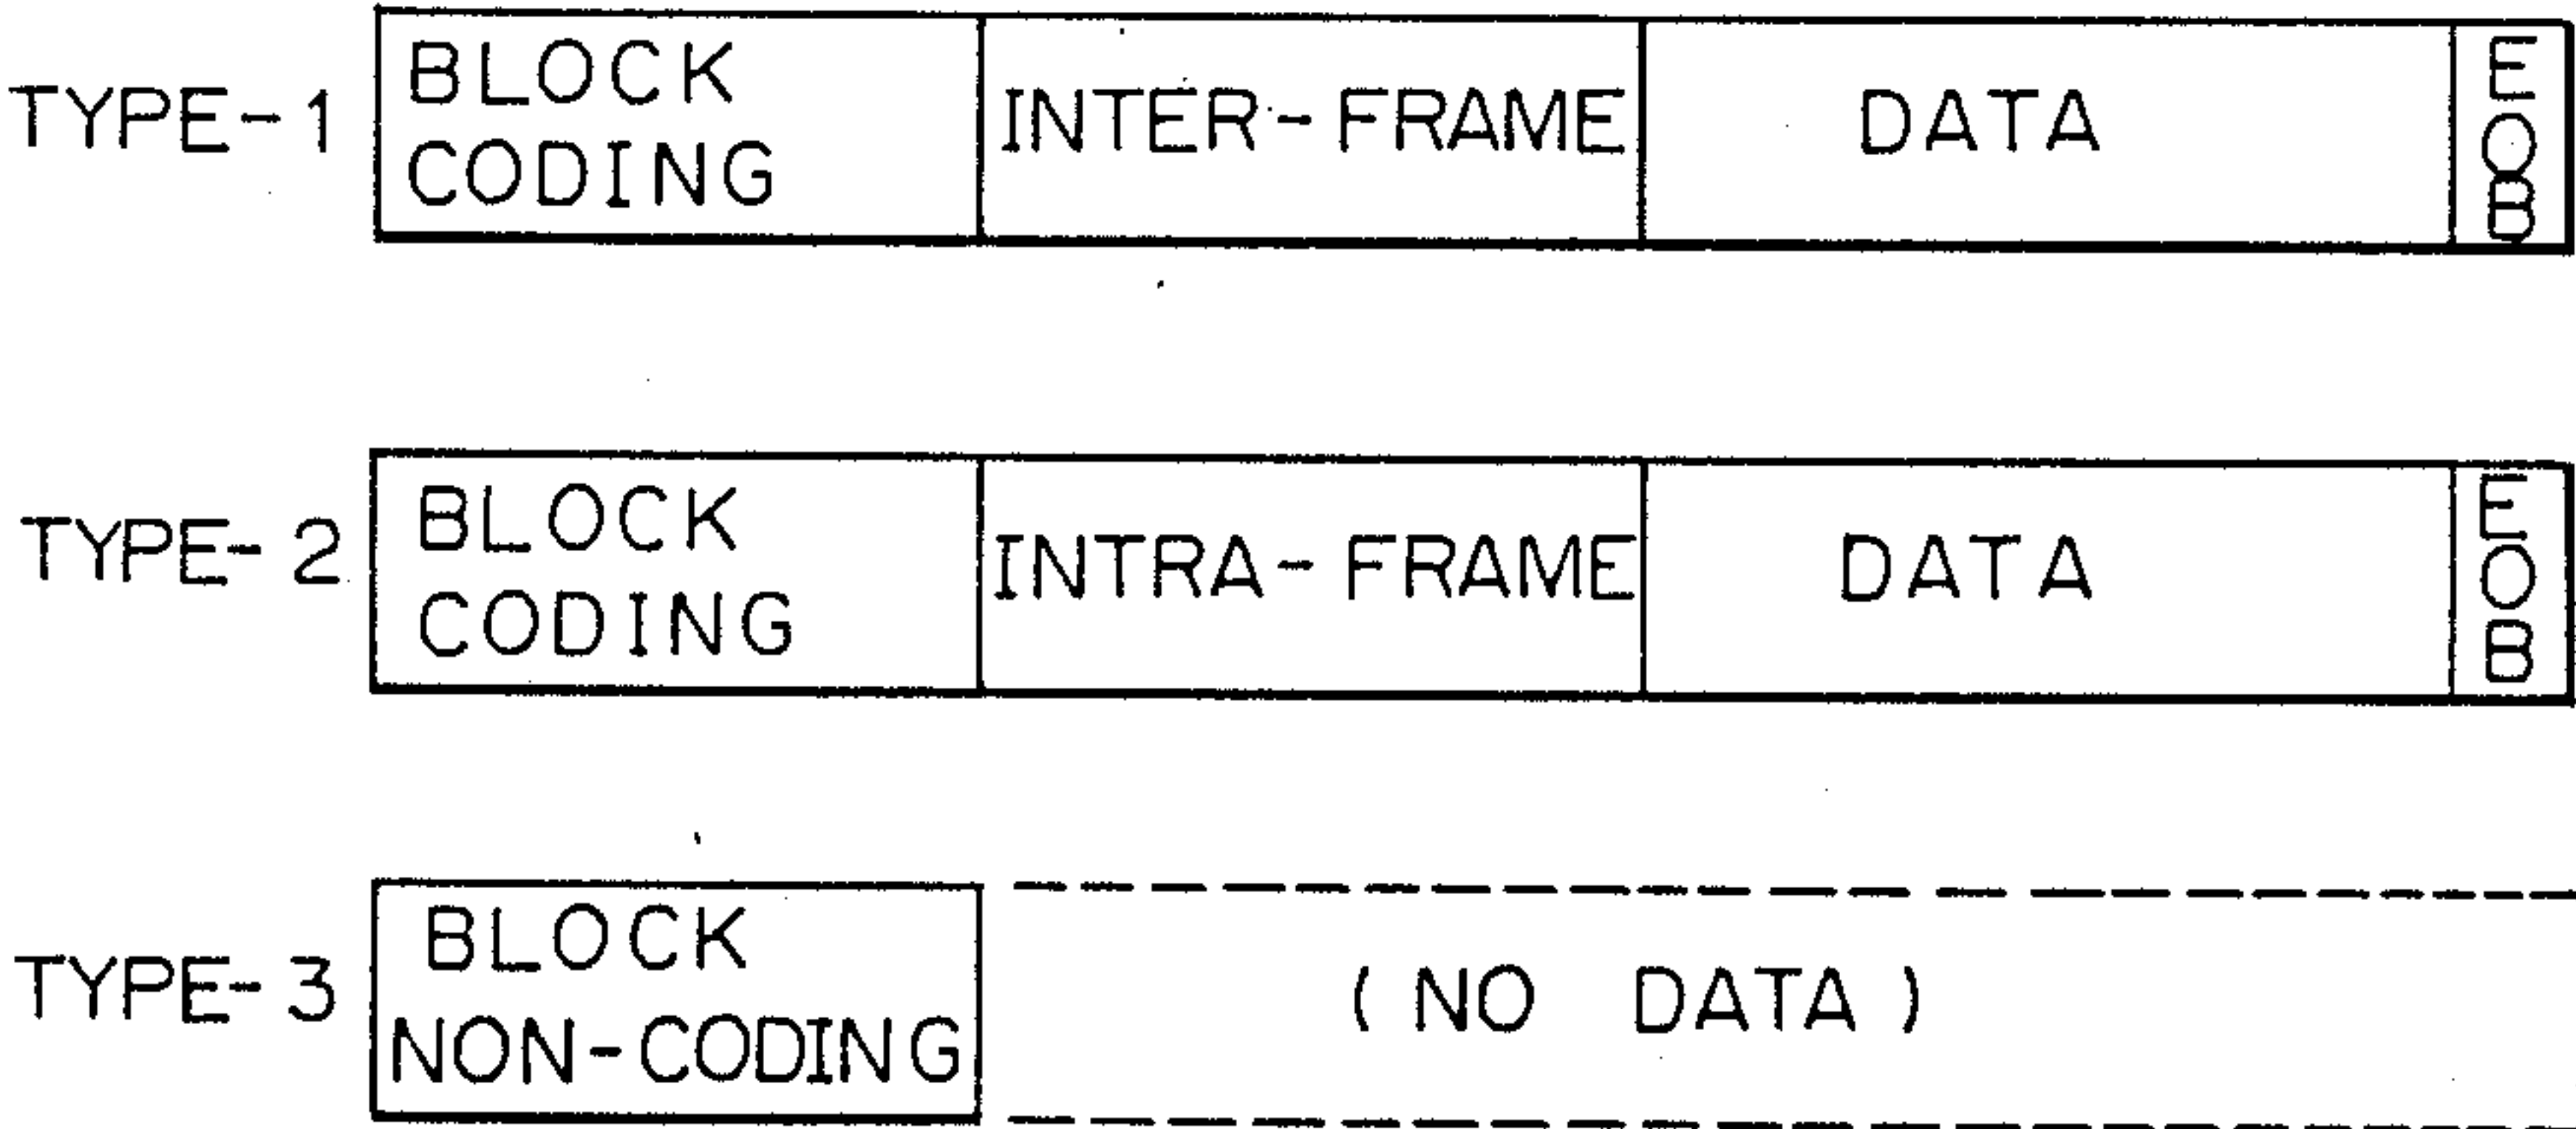 TYPE-1
BLOCK
CODING
INTER-FRAME
DATA
EOB
TYPE-2
BLOCK
CODING
INTRA-FRAME
DATA
EOB
TYPE-3
BLOCK
NON-CODING
(NO DATA)